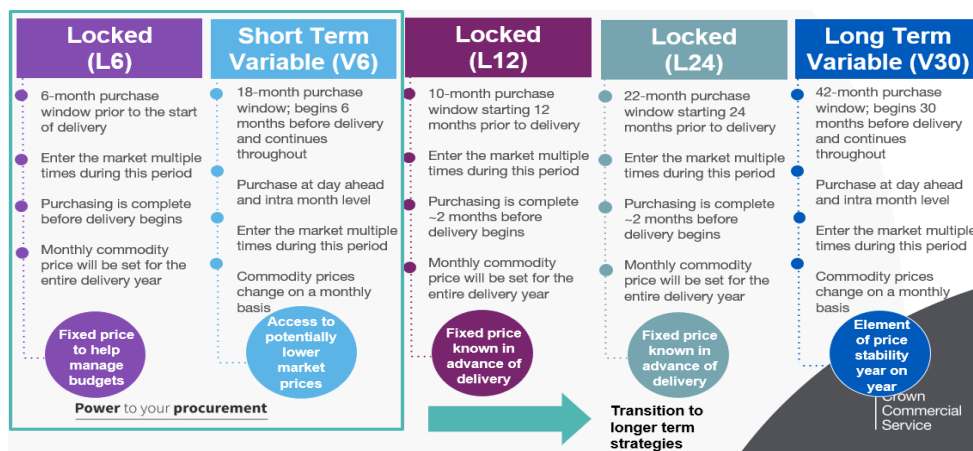 Locked
(L6)
6-month purchase
window prior to the start
of delivery
Enter the market multiple
times during this period
Purchasing is complete
before delivery begins
Monthly commodity
price will be set for the
entire delivery year
Fixed price
to help
manage
budgets
Short Term
Variable (V6)
18-month purchase
window; begins 6
months before delivery
and continues
throughout
Purchase at day ahead
and intra month level
Enter the market multiple
times during this period
Commodity prices
change on a monthly
basis
Access to
potentially
lower
market
prices
Locked
(L12)
10-month purchase
window starting 12
months prior to delivery
Enter the market multiple
times during this period
Purchasing is complete
~2 months before
delivery begins
Monthly commodity
price will be set for the
entire delivery year
Fixed price
known in
advance of
delivery
Locked
(L24)
22-month purchase
window starting 24
months prior to delivery
Enter the market multiple
times during this period
Purchasing is complete
~2 months before
delivery begins
Monthly commodity
price will be set for the
entire delivery year
Fixed price
known in
advance of
delivery
Long Term
Variable (V30)
42-month purchase
window; begins 30
months before delivery
and continues
throughout
Purchase at day ahead
and intra month level
Enter the market multiple
times during this period
Commodity prices
change on a monthly
basis
Element
of price
stability
year on
year
Power to your procurement
Transition to
longer term
strategies
Crown
Commercial
Service